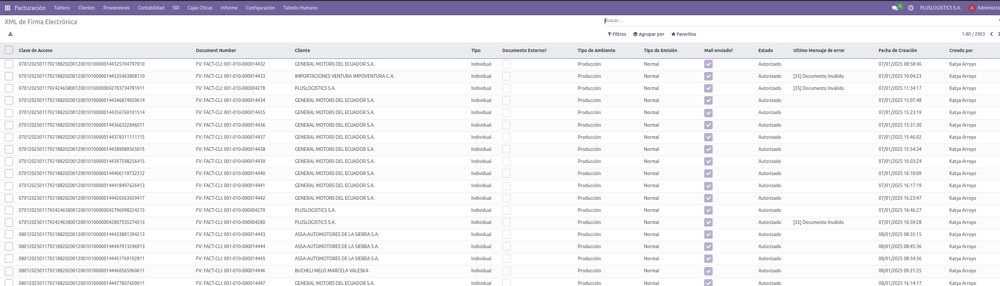 Facturación Tablero Clientes Proveedores Contabilidad SRI Cajas Chicas Informe Configuración Talento Humano 5 PLUSLOGISTICS S.A. A Administra
XML de Firma Electrónica Buscar...
Filtros Agrupar por Favoritos 1-80 / 2003
Clave de Acceso Document Number Cliente Tipo Documento Externo? Tipo de Ambiente Tipo de Emisión Mail enviado? Estado Ultimo Mensaje de error Fecha de Creación Creado por
0701202501179218820200120010100000144325704797810 FV: FACT-CLI: 001-010-000014432 GENERAL MOTORS DEL ECUADOR S.A. Individual Producción Normal Autorizado 07/01/2025 08:58:46 Katya Arroyo
0701202501179218820200120010100000144335463808110 FV: FACT-CLI: 001-010-000014433 IMPORTACIONES VENTURA IMPOVENTURA C.A. Individual Producción Normal Autorizado [35] Documento Inválido 07/01/2025 10:04:23 Katya Arroyo
0701202501179242465800120010100000042783734781911 FV: FACT-CLI: 001-010-000004278 PLUSLOGISTICS S.A. Individual Producción Normal Autorizado [35] Documento Inválido 07/01/2025 11:34:17 Katya Arroyo
0701202501179218820200120010100000144346874920614 FV: FACT-CLI: 001-010-000014434 GENERAL MOTORS DEL ECUADOR S.A. Individual Producción Normal Autorizado 07/01/2025 15:07:48 Katya Arroyo
0701202501179218820200120010100000144356769101514 FV: FACT-CLI: 001-010-000014435 GENERAL MOTORS DEL ECUADOR S.A. Individual Producción Normal Autorizado 07/01/2025 15:23:19 Katya Arroyo
0701202501179218820200120010100000144366322846011 FV: FACT-CLI: 001-010-000014436 GENERAL MOTORS DEL ECUADOR S.A. Individual Producción Normal Autorizado 07/01/2025 15:31:30 Katya Arroyo
0701202501179218820200120010100000144378311111115 FV: FACT-CLI: 001-010-000014437 GENERAL MOTORS DEL ECUADOR S.A. Individual Producción Normal Autorizado 07/01/2025 15:46:02 Katya Arroyo
0701202501179218820200120010100000144389089565015 FV: FACT-CLI: 001-010-000014438 GENERAL MOTORS DEL ECUADOR S.A. Individual Producción Normal Autorizado 07/01/2025 15:54:34 Katya Arroyo
0701202501179218820200120010100000144397598256415 FV: FACT-CLI: 001-010-000014439 GENERAL MOTORS DEL ECUADOR S.A. Individual Producción Normal Autorizado 07/01/2025 16:03:24 Katya Arroyo
0701202501179218820200120010100000144406119732312 FV: FACT-CLI: 001-010-000014440 GENERAL MOTORS DEL ECUADOR S.A. Individual Producción Normal Autorizado 07/01/2025 16:10:09 Katya Arroyo
0701202501179218820200120010100000144418497626413 FV: FACT-CLI: 001-010-000014441 GENERAL MOTORS DEL ECUADOR S.A. Individual Producción Normal Autorizado 07/01/2025 16:17:19 Katya Arroyo
0701202501179218820200120010100000144426563929417 FV: FACT-CLI: 001-010-000014442 GENERAL MOTORS DEL ECUADOR S.A. Individual Producción Normal Autorizado 07/01/2025 16:23:47 Katya Arroyo
0701202501179242465800120010100000042796998224215 FV: FACT-CLI: 001-010-000004279 PLUSLOGISTICS S.A. Individual Producción Normal Autorizado 07/01/2025 16:46:27 Katya Arroyo
0701202501179242465800120010100000042807555274513 FV: FACT-CLI: 001-010-000004280 PLUSLOGISTICS S.A. Individual Producción Normal Autorizado [35] Documento Inválido 07/01/2025 16:59:28 Katya Arroyo
0801202501179218820200120010100000144433881394213 FV: FACT-CLI: 001-010-000014443 ASSA-AUTOMOTORES DE LA SIERRA S.A. Individual Producción Normal Autorizado 08/01/2025 08:35:15 Katya Arroyo
0801202501179218820200120010100000144447913246913 FV: FACT-CLI: 001-010-000014444 ASSA-AUTOMOTORES DE LA SIERRA S.A. Individual Producción Normal Autorizado 08/01/2025 08:45:36 Katya Arroyo
0801202501179218820200120010100000144451769102811 FV: FACT-CLI: 001-010-000014445 ASSA-AUTOMOTORES DE LA SIERRA S.A. Individual Producción Normal Autorizado 08/01/2025 08:54:56 Katya Arroyo
0801202501179218820200120010100000144460565960611 FV: FACT-CLI: 001-010-000014446 BUCHELI MELO MARCELA VALESKA Individual Producción Normal Autorizado 08/01/2025 09:21:25 Katya Arroyo
0801202501179218820200120010100000144477807600011 FV: FACT-CLI: 001-010-000014447 GENERAL MOTORS DEL ECUADOR S.A. Individual Producción Normal Autorizado 08/01/2025 16:14:17 Katya Arroyo